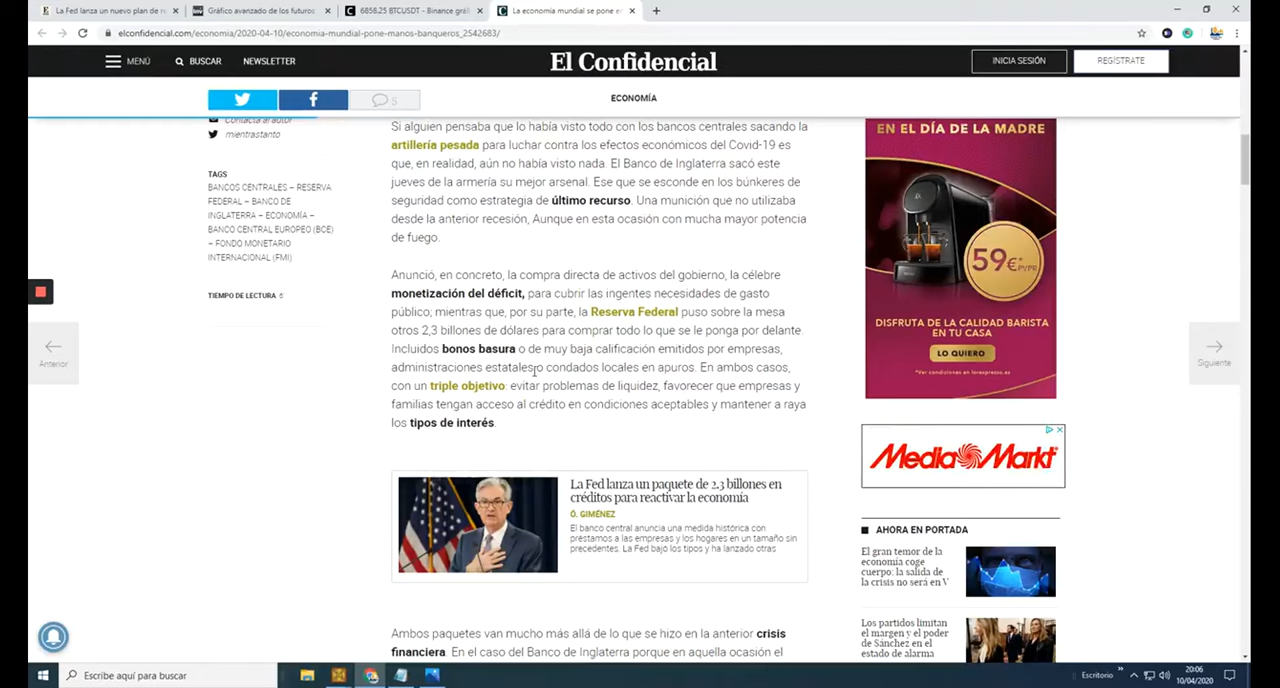 La Fed lanza un nuevo plan de re
Gráfico avanzado de los futuros
6858.25 BTCUSDT - Binance gráf
La economía mundial se pone en
elconfidencial.com/economia/2020-04-10/economia-mundial-pone-manos-banqueros_2542683/
MENÚ
BUSCAR
NEWSLETTER
El Confidencial
INICIA SESIÓN
REGÍSTRATE
5
ECONOMÍA
Contacta al autor
mientrastanto
TAGS
BANCOS CENTRALES – RESERVA
FEDERAL – BANCO DE
INGLATERRA – ECONOMÍA –
BANCO CENTRAL EUROPEO (BCE)
– FONDO MONETARIO
INTERNACIONAL (FMI)
TIEMPO DE LECTURA 6
Anterior
Si alguien pensaba que lo había visto todo con los bancos centrales sacando la
artillería pesada para luchar contra los efectos económicos del Covid-19 es
que, en realidad, aún no había visto nada. El Banco de Inglaterra sacó este
jueves de la armería su mejor arsenal. Ese que se esconde en los búnkeres de
seguridad como estrategia de último recurso. Una munición que no utilizaba
desde la anterior recesión, Aunque en esta ocasión con mucha mayor potencia
de fuego.
Anunció, en concreto, la compra directa de activos del gobierno, la célebre
monetización del déficit, para cubrir las ingentes necesidades de gasto
público; mientras que, por su parte, la Reserva Federal puso sobre la mesa
otros 2,3 billones de dólares para comprar todo lo que se le ponga por delante.
Incluidos bonos basura o de muy baja calificación emitidos por empresas,
administraciones estatales o condados locales en apuros. En ambos casos,
con un triple objetivo: evitar problemas de liquidez, favorecer que empresas y
familias tengan acceso al crédito en condiciones aceptables y mantener a raya
los tipos de interés.
La Fed lanza un paquete de 2,3 billones en
créditos para reactivar la economía
Ó. GIMÉNEZ
El banco central anuncia una medida histórica con
préstamos a las empresas y los hogares en un tamaño sin
precedentes. La Fed bajó los tipos y ha lanzado otras
Ambos paquetes van mucho más allá de lo que se hizo en la anterior crisis
financiera. En el caso del Banco de Inglaterra porque en aquella ocasión el
EN EL DÍA DE LA MADRE
59€ PVPR
DISFRUTA DE LA CALIDAD BARISTA
EN TU CASA
LO QUIERO
*Ver condiciones en lorespresso.es
Media Markt
AHORA EN PORTADA
El gran temor de la
economía coge
cuerpo: la salida de
la crisis no será en V
Los partidos limitan
el margen y el poder
de Sánchez en el
estado de alarma
Siguiente
Escribe aquí para buscar
Escritorio
20:06
10/04/2020